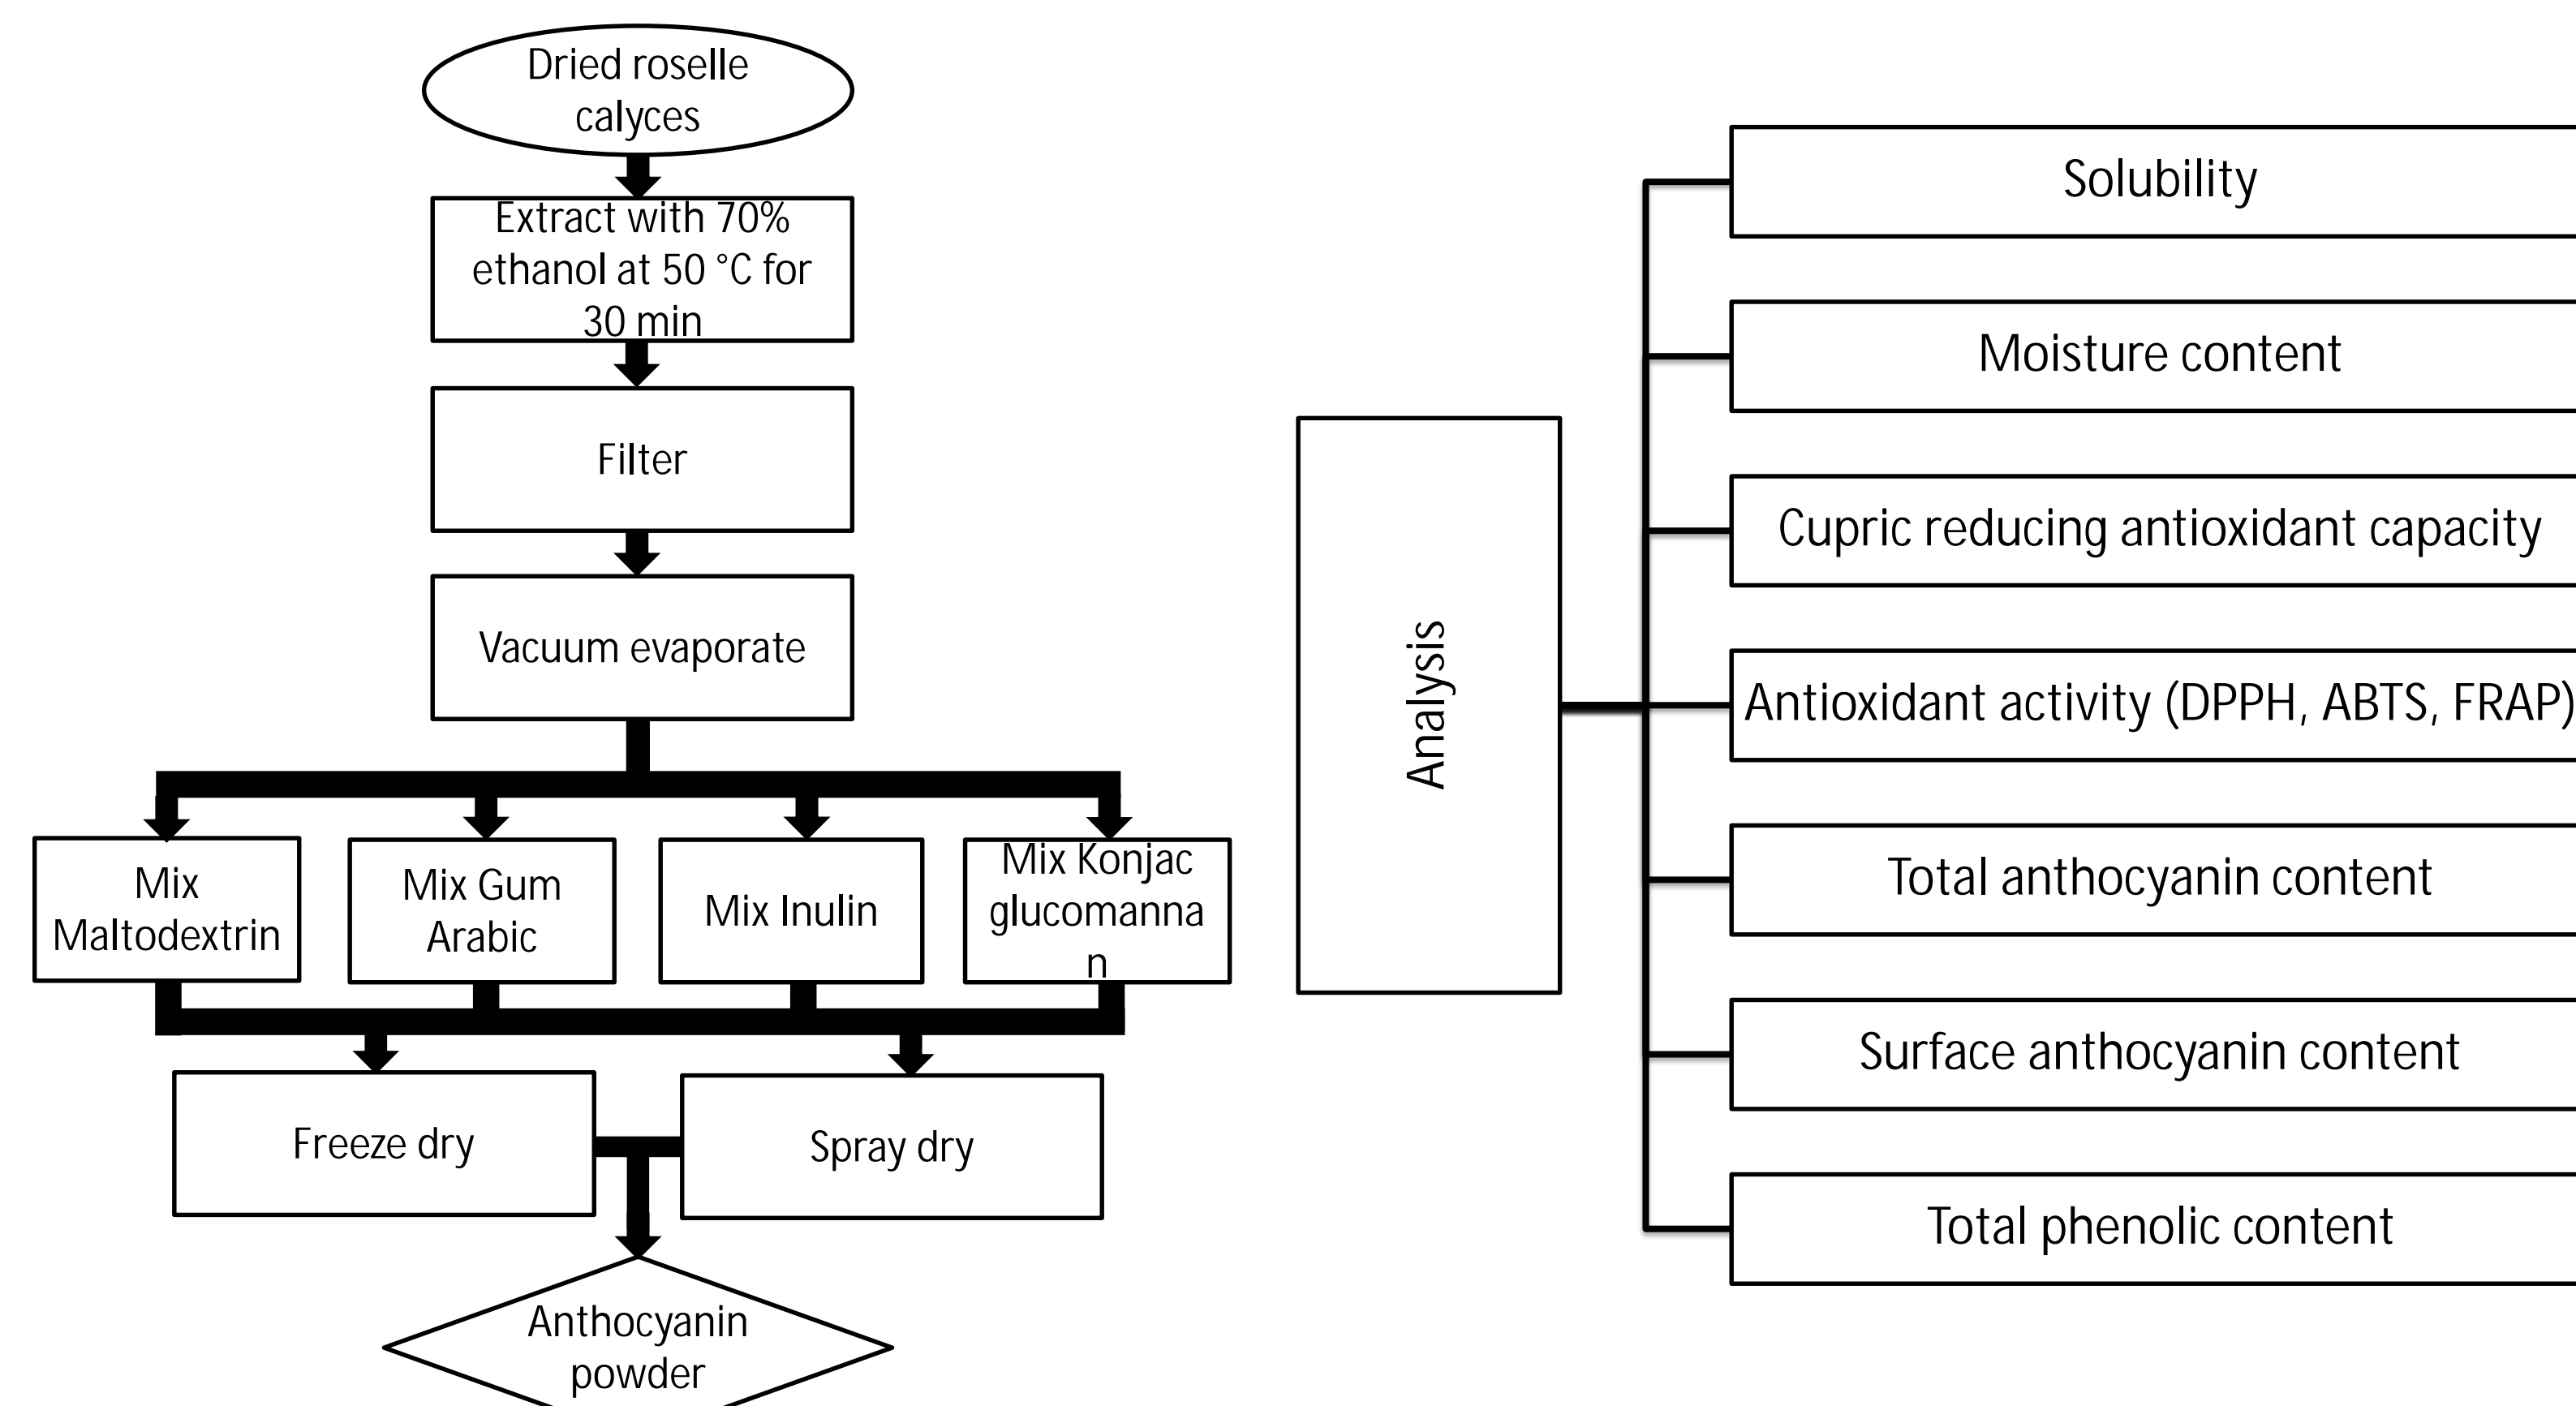 Dried roselle
calyces
Extract with 70%
ethanol at 50 °C for
30 min
Filter
Vacuum evaporate
Mix
Maltodextrin
Mix Gum
Arabic
Mix Inulin
Mix Konjac
glucomanna
n
Freeze dry
Spray dry
Anthocyanin
powder
Analysis
Solubility
Moisture content
Cupric reducing antioxidant capacity
Antioxidant activity (DPPH, ABTS, FRAP)
Total anthocyanin content
Surface anthocyanin content
Total phenolic content